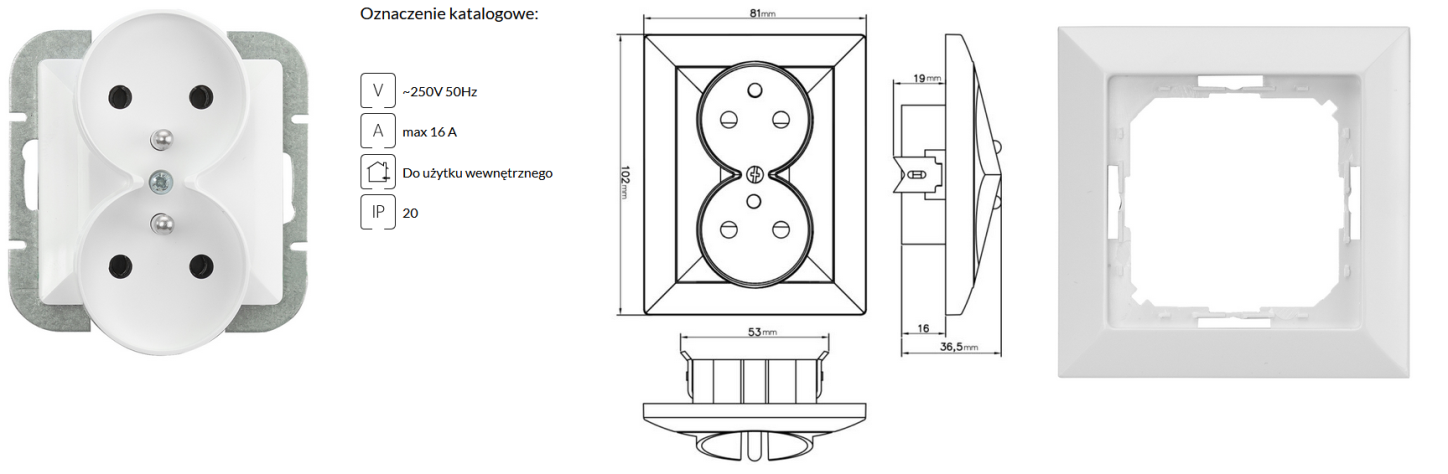 Oznaczenie katalogowe:
V ~250V 50Hz
A max 16 A
Do użytku wewnętrznego
IP 20
81mm
102mm
19mm
16
36,5mm
53mm